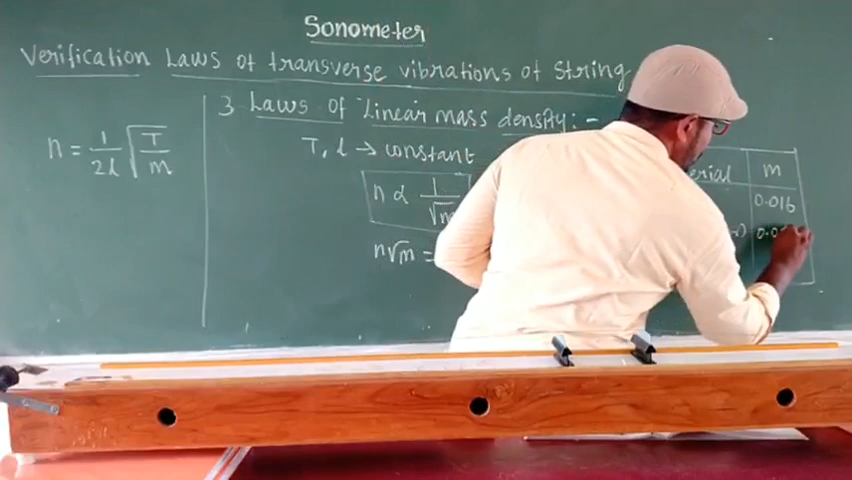 Sonometer
Verification Laws of transverse vibrations of String
3 Laws of Linear mass density:-
n = 1/2l √T/m
T, l → constant
n ∝ 1/√m
n√m =
m
0.016